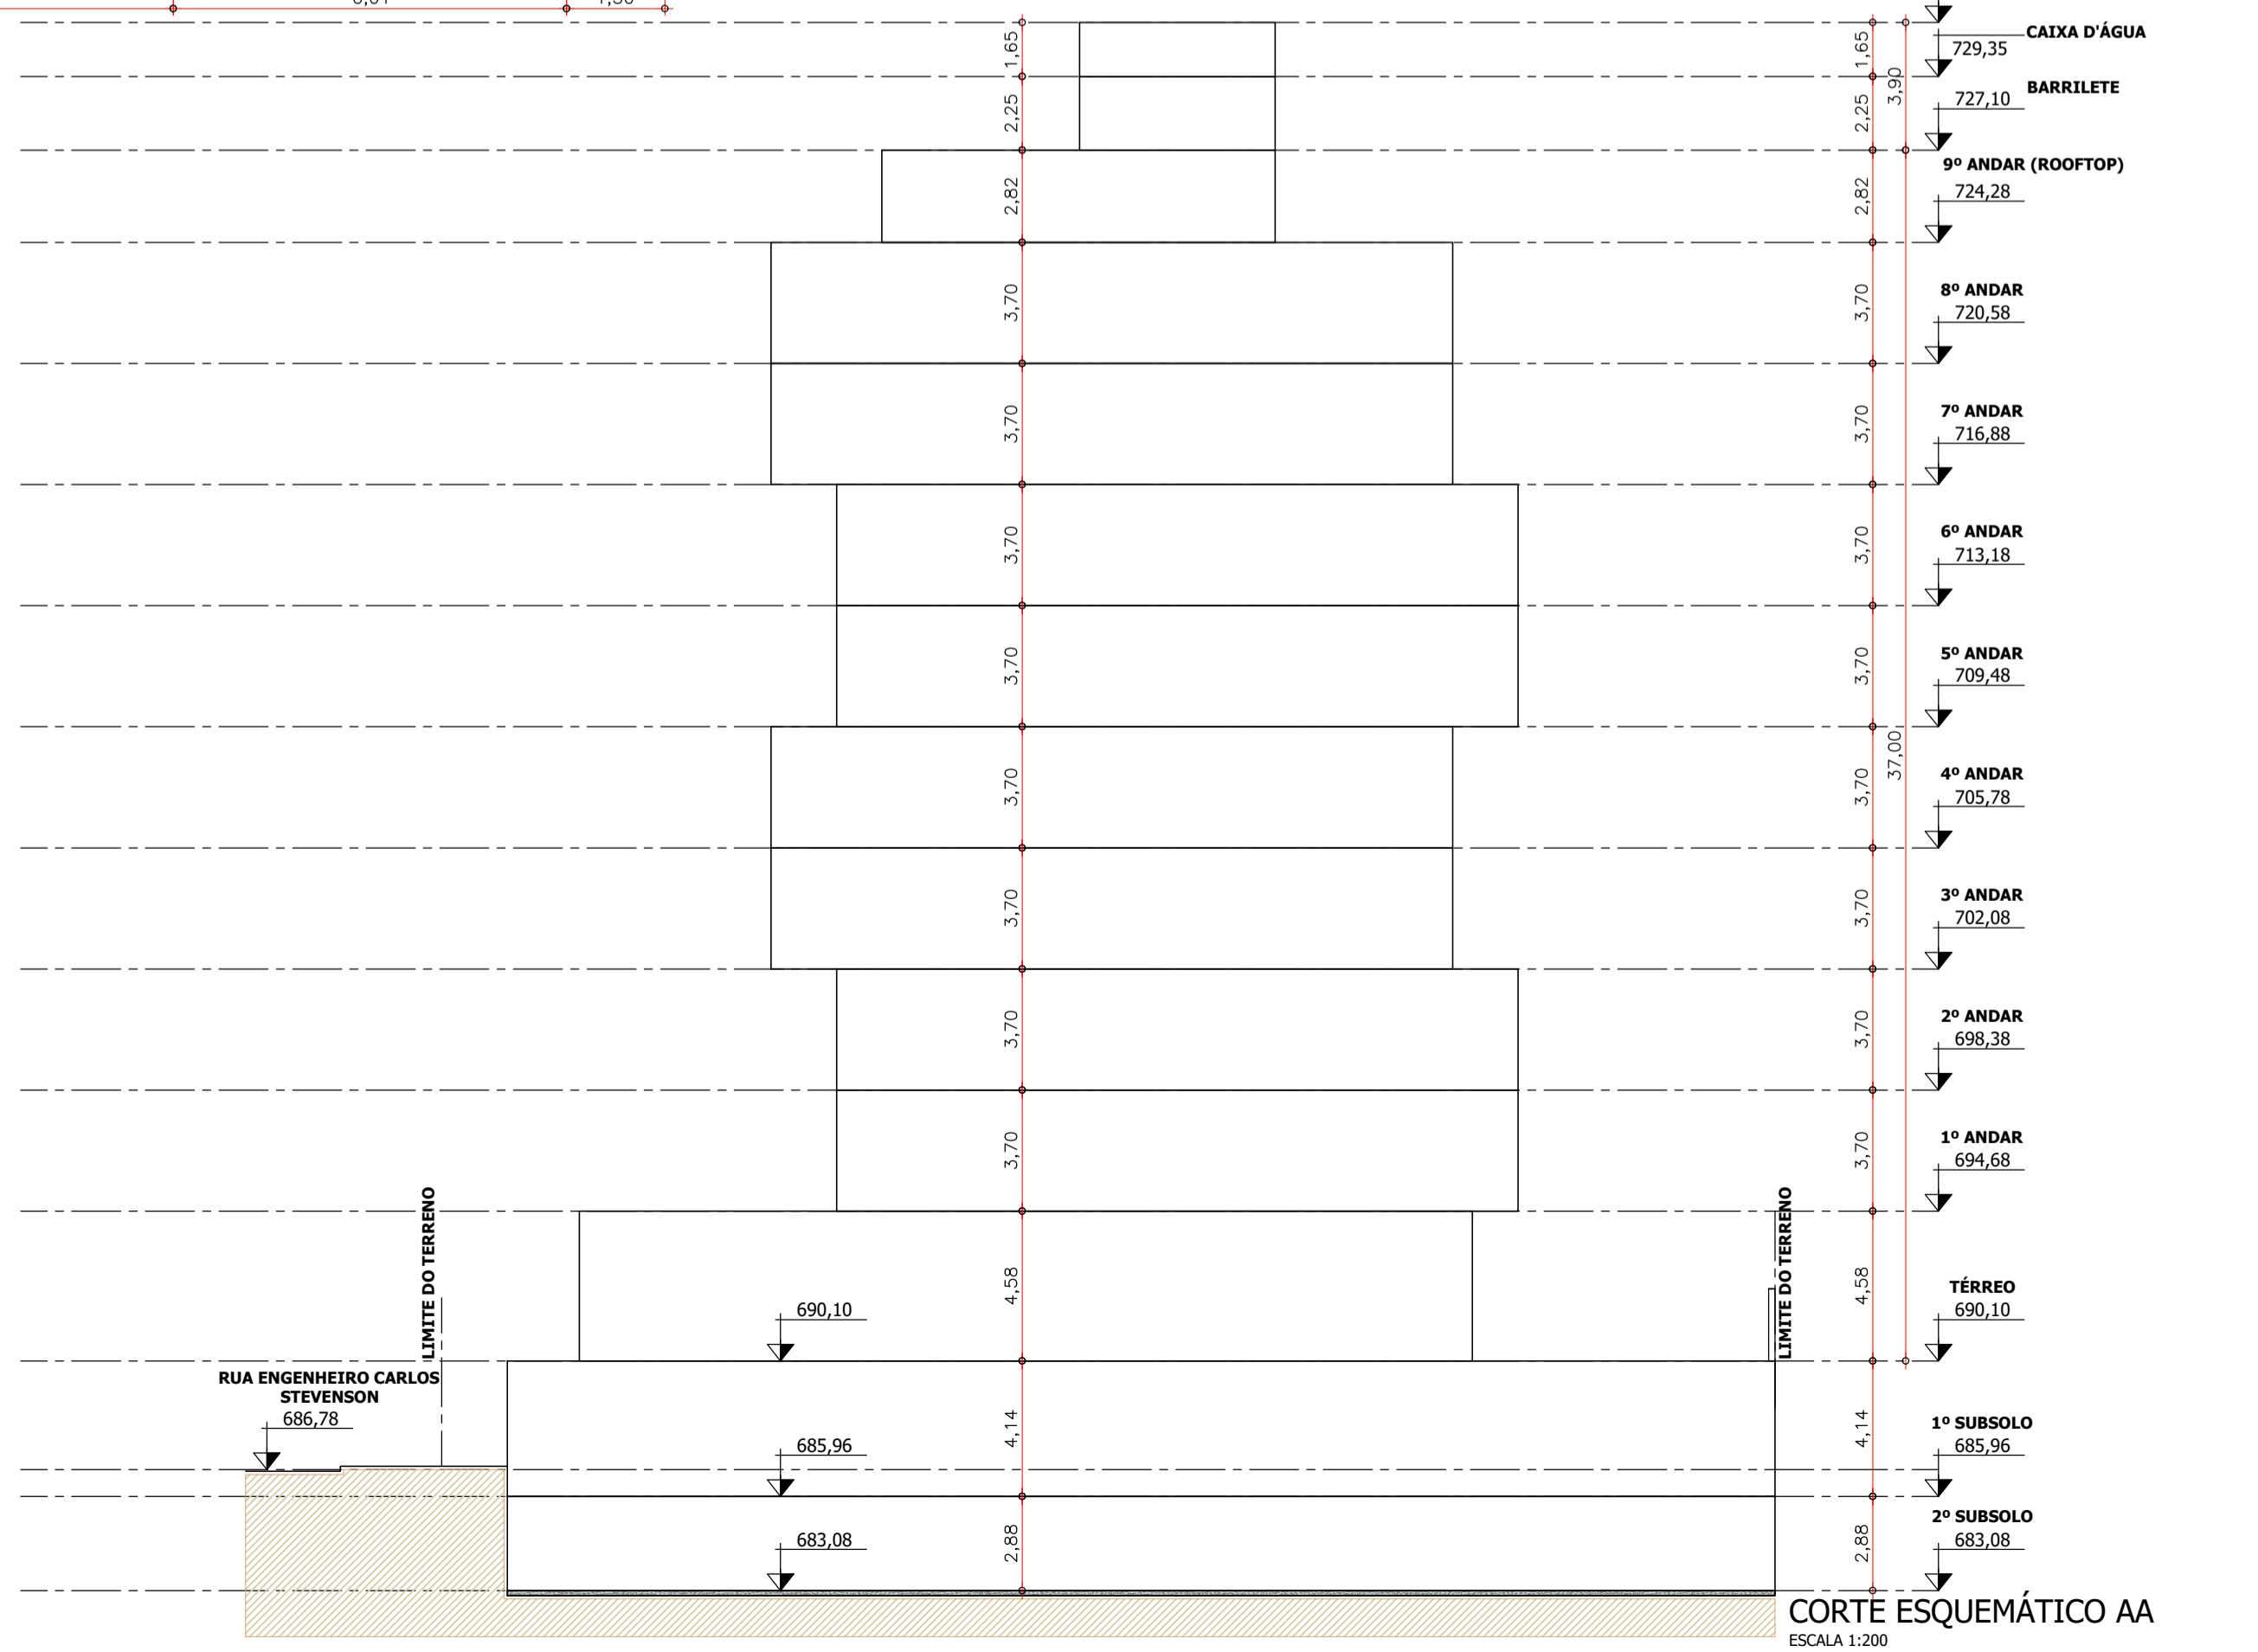 1,65
1,65
CAIXA D'ÁGUA
729,35
3,90
BARRILETE
2,25
2,25
727,10
9º ANDAR (ROOFTOP)
2,82
2,82
724,28
8º ANDAR
3,70
3,70
720,58
7º ANDAR
3,70
3,70
716,88
6º ANDAR
3,70
3,70
713,18
5º ANDAR
3,70
3,70
709,48
37,00
4º ANDAR
3,70
3,70
705,78
3º ANDAR
3,70
3,70
702,08
2º ANDAR
3,70
3,70
698,38
1º ANDAR
3,70
3,70
694,68
LIMITE DO TERRENO
LIMITE DO TERRENO
4,58
4,58
TÉRREO
690,10
690,10
RUA ENGENHEIRO CARLOS
STEVENSON
686,78
4,14
4,14
1º SUBSOLO
685,96
685,96
2º SUBSOLO
683,08
2,88
2,88
683,08
CORTE ESQUEMÁTICO AA
ESCALA 1:200